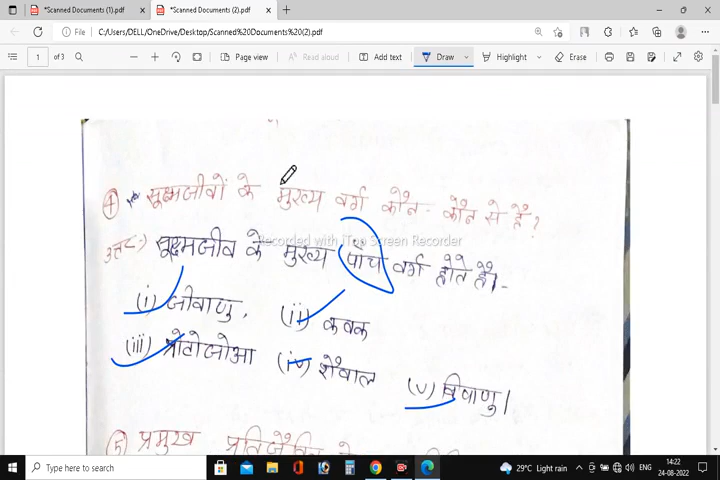 *Scanned Documents (1).pdf
*Scanned Documents (2).pdf
File
C:/Users/DELL/OneDrive/Desktop/Scanned%20Documents%20(2).pdf
1 of 3
Page view
Read aloud
Add text
Draw
Highlight
Erase
④ सूक्ष्मजीवों के मुख्य वर्ग कौन-कौन से है?
उत्तर:) सूक्ष्मजीव के मुख्य पाँच वर्ग होते हैं।-
Recorded with iTop Screen Recorder
(i) जीवाणु, (ii) कवक
(iii) प्रोटोजोआ (iv) शैवाल (v) विषाणु।
⑤ प्रमुख
Type here to search
29°C Light rain
ENG
14:22
24-08-2022